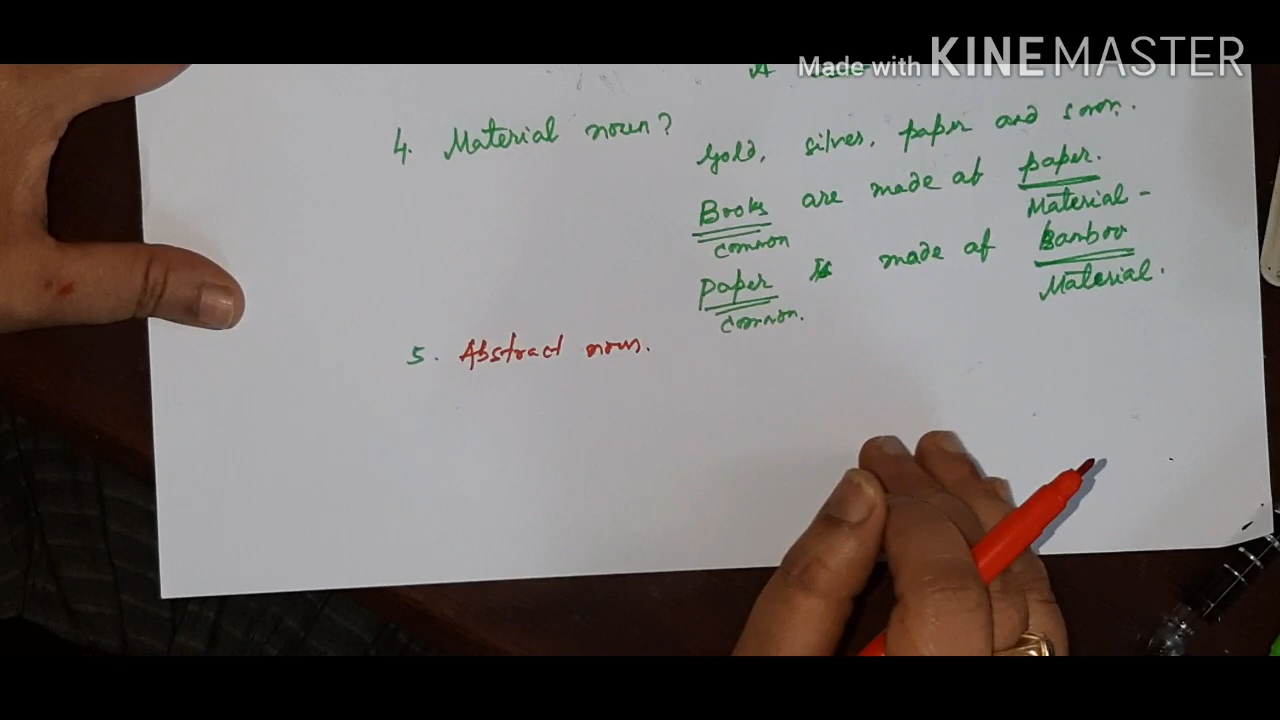 Made with KINEMASTER
4. Material noun?
Gold, silver, paper and soon.
Books are made of paper.
common Material -
paper is made of bamboo
common. Material.
5. Abstract noun.